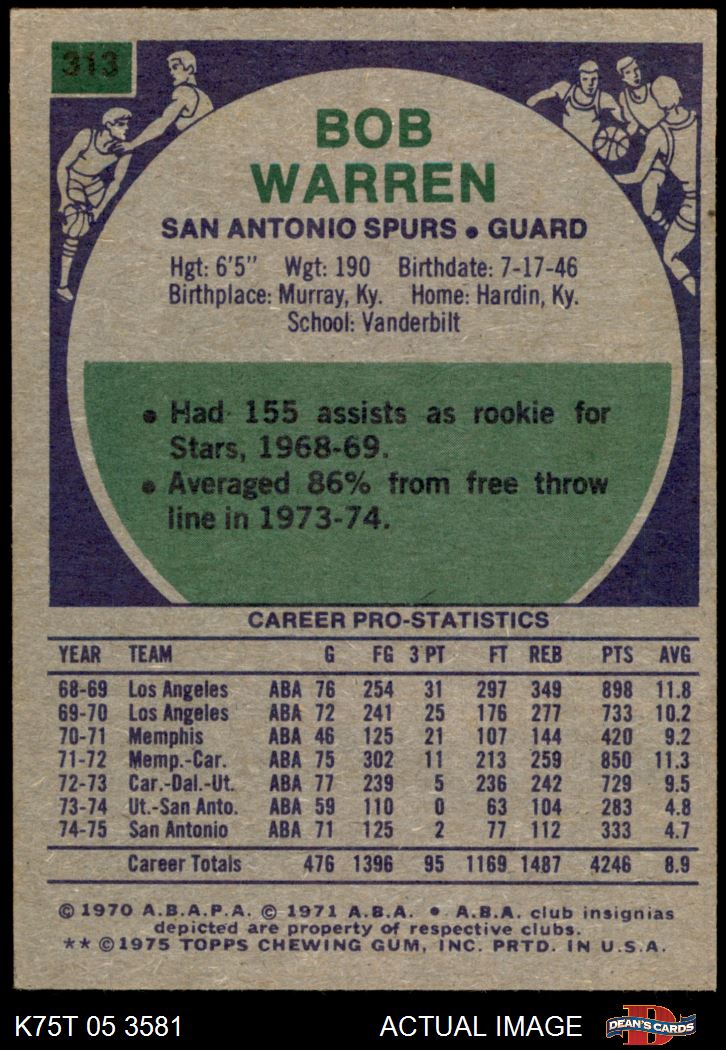 313
BOB
WARREN
SAN ANTONIO SPURS • GUARD
Hgt: 6'5" Wgt: 190 Birthdate: 7-17-46
Birthplace: Murray, Ky. Home: Hardin, Ky.
School: Vanderbilt
• Had 155 assists as rookie for
Stars, 1968-69.
• Averaged 86% from free throw
line in 1973-74.
CAREER PRO-STATISTICS
YEAR TEAM G FG 3 PT FT REB PTS AVG
68-69 Los Angeles ABA 76 254 31 297 349 898 11.8
69-70 Los Angeles ABA 72 241 25 176 277 733 10.2
70-71 Memphis ABA 46 125 21 107 144 420 9.2
71-72 Memp.-Car. ABA 75 302 11 213 259 850 11.3
72-73 Car.-Dal.-Ut. ABA 77 239 5 236 242 729 9.5
73-74 Ut.-San Anto. ABA 59 110 0 63 104 283 4.8
74-75 San Antonio ABA 71 125 2 77 112 333 4.7
Career Totals 476 1396 95 1169 1487 4246 8.9
© 1970 A.B.A.P.A. © 1971 A.B.A. • A.B.A. club insignias
depicted are property of respective clubs.
** © 1975 TOPPS CHEWING GUM, INC. PRTD. IN U.S.A.
K75T 05 3581 ACTUAL IMAGE D DEAN'S CARDS